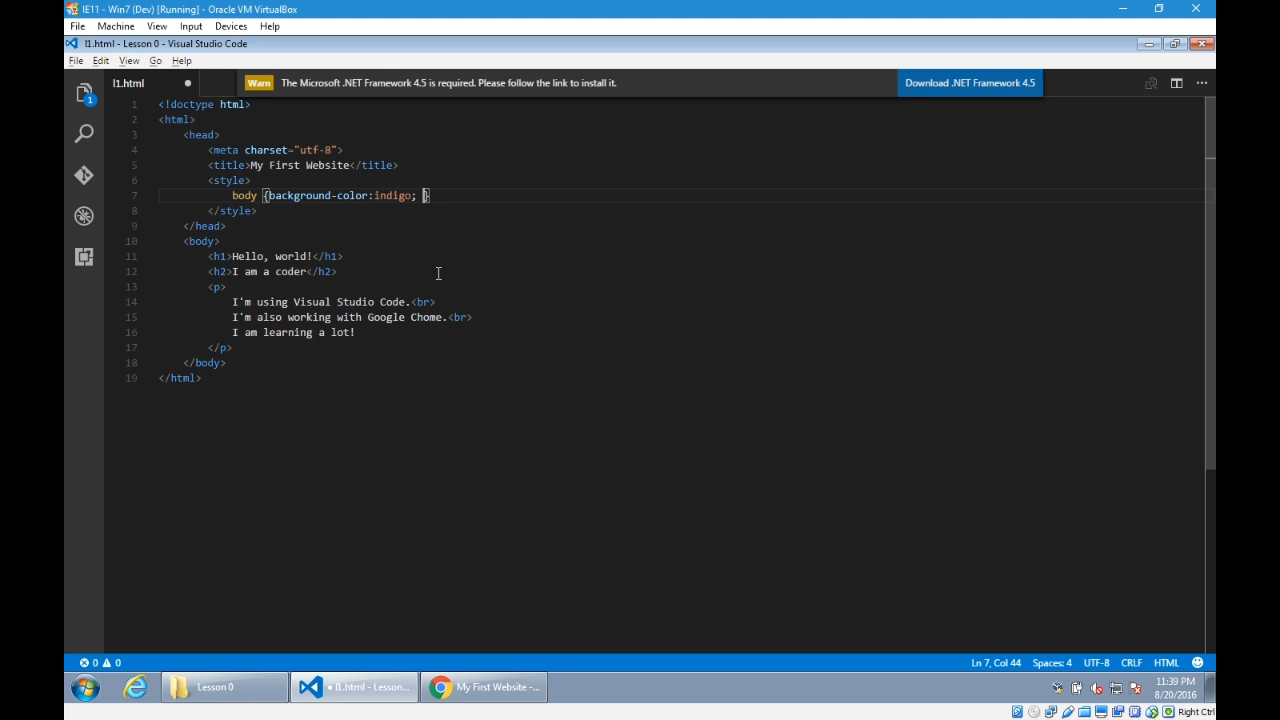 IE11 - Win7 (Dev) [Running] - Oracle VM VirtualBox
File Machine View Input Devices Help
l1.html - Lesson 0 - Visual Studio Code
File Edit View Go Help
l1.html
Warn The Microsoft .NET Framework 4.5 is required. Please follow the link to install it. Download .NET Framework 4.5
1
1 <!doctype html>
2 <html>
3 <head>
4 <meta charset="utf-8">
5 <title>My First Website</title>
6 <style>
7 body {background-color:indigo; }
8 </style>
9 </head>
10 <body>
11 <h1>Hello, world!</h1>
12 <h2>I am a coder</h2>
13 <p>
14 I'm using Visual Studio Code.<br>
15 I'm also working with Google Chome.<br>
16 I am learning a lot!
17 </p>
18 </body>
19 </html>
0 0 Ln 7, Col 44 Spaces: 4 UTF-8 CRLF HTML
Lesson 0 • l1.html - Lesson... My First Website -...
11:39 PM
8/20/2016
Right Ctrl